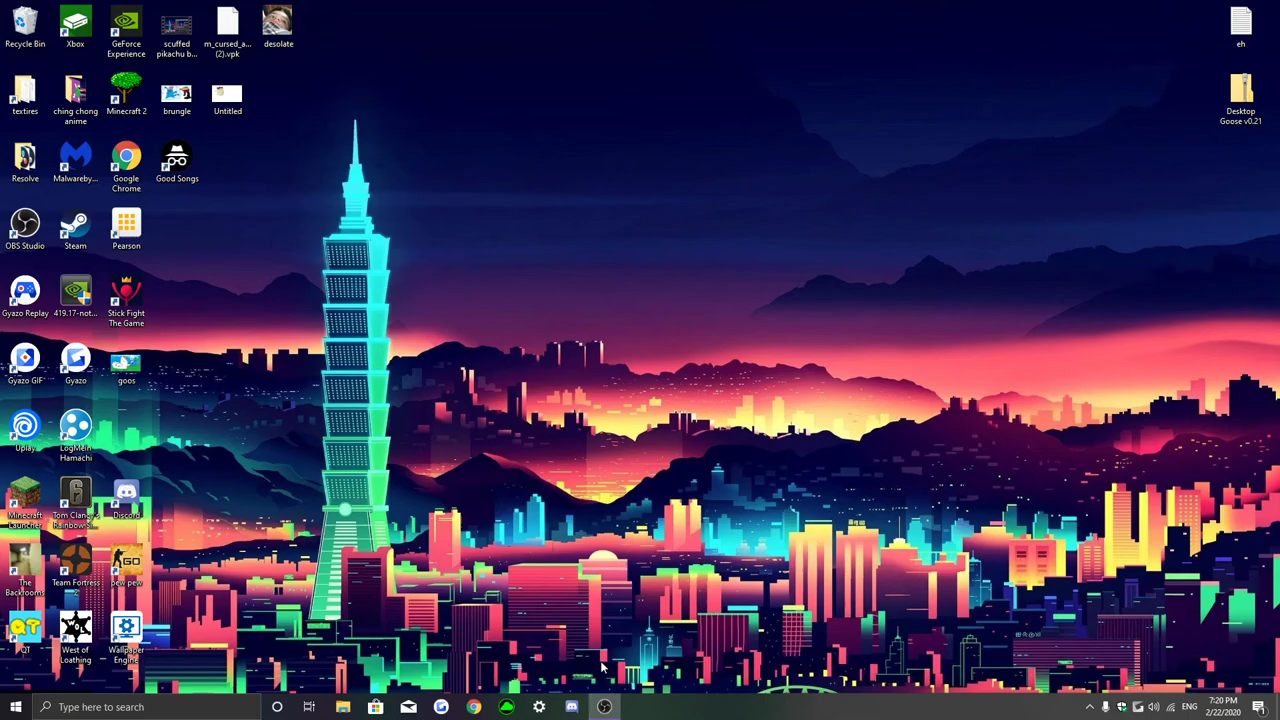 Recycle Bin
Xbox
GeForce
Experience
scuffed
pikachu b...
m_cursed_a...
(2).vpk
desolate
eh
textires
ching chong
anime
Minecraft 2
brungle
Untitled
Desktop
Goose v0.21
Resolve
Malwareby...
Google
Chrome
Good Songs
OBS Studio
Steam
Pearson
Gyazo Replay
419.17-not...
Stick Fight
The Game
Gyazo GIF
Gyazo
goos
Uplay
LogMeIn
Hamachi
Minecraft
Launcher
Tom Clancy's
Rainbow Si...
Discord
The
Backrooms
Team Fortress
2
GO
pew pew
QT
QT
West of
Loathing
Wallpaper
Engine
Type here to search
ENG
7:20 PM
2/22/2020
1